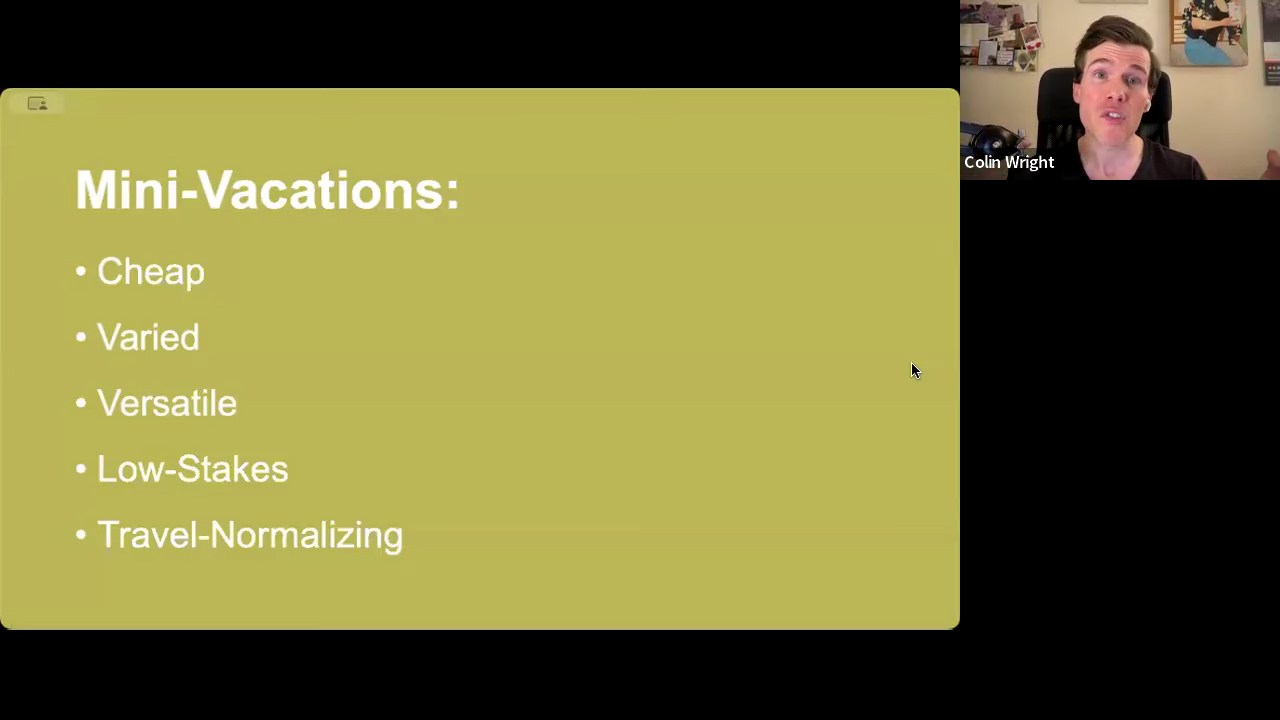 Mini-Vacations:
• Cheap
• Varied
• Versatile
• Low-Stakes
• Travel-Normalizing
Colin Wright